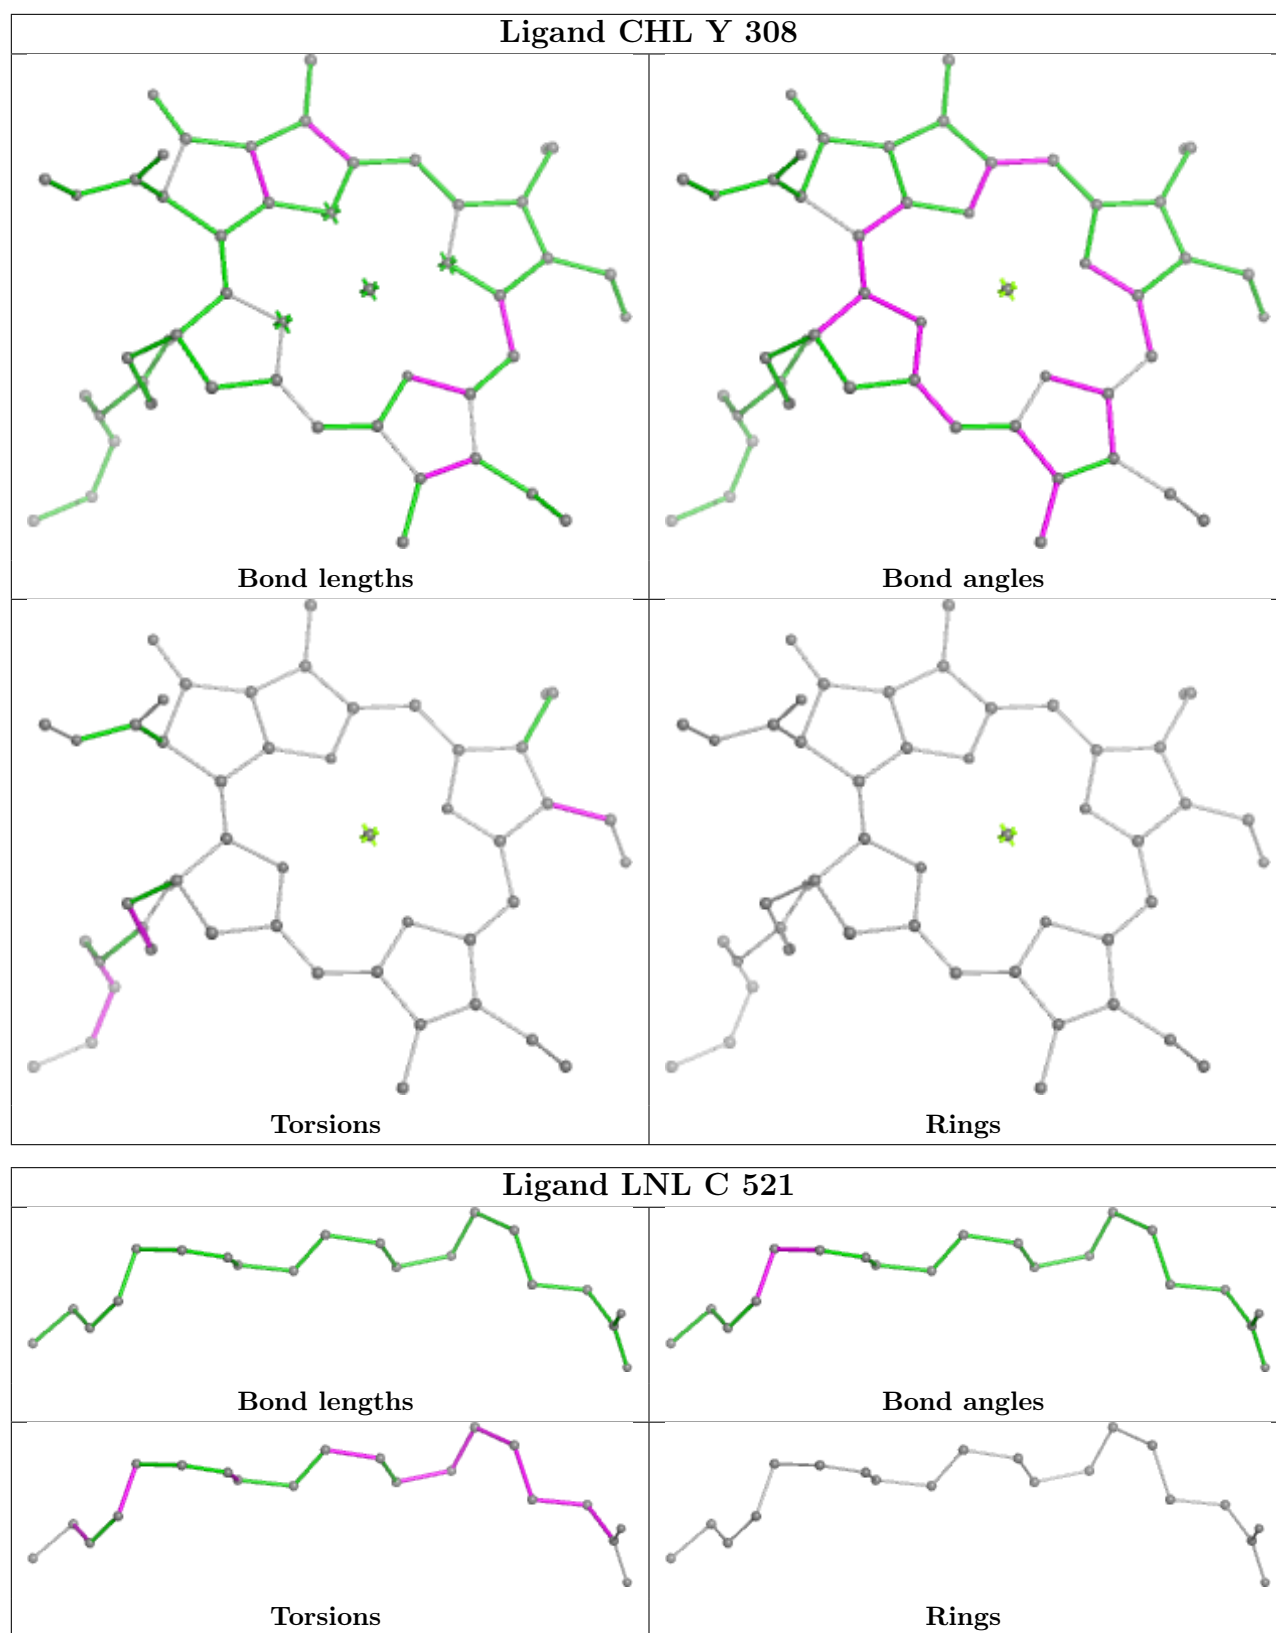 Ligand CHL Y 308
Bond lengths
Bond angles
Torsions
Rings
Ligand LNL C 521
Bond lengths
Bond angles
Torsions
Rings